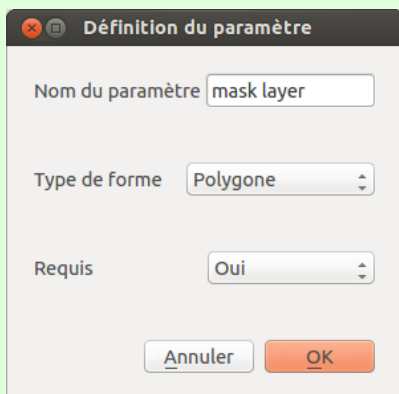 Définition du paramètre
Nom du paramètre mask layer
Type de forme Polygone
Requis Oui
Annuler OK